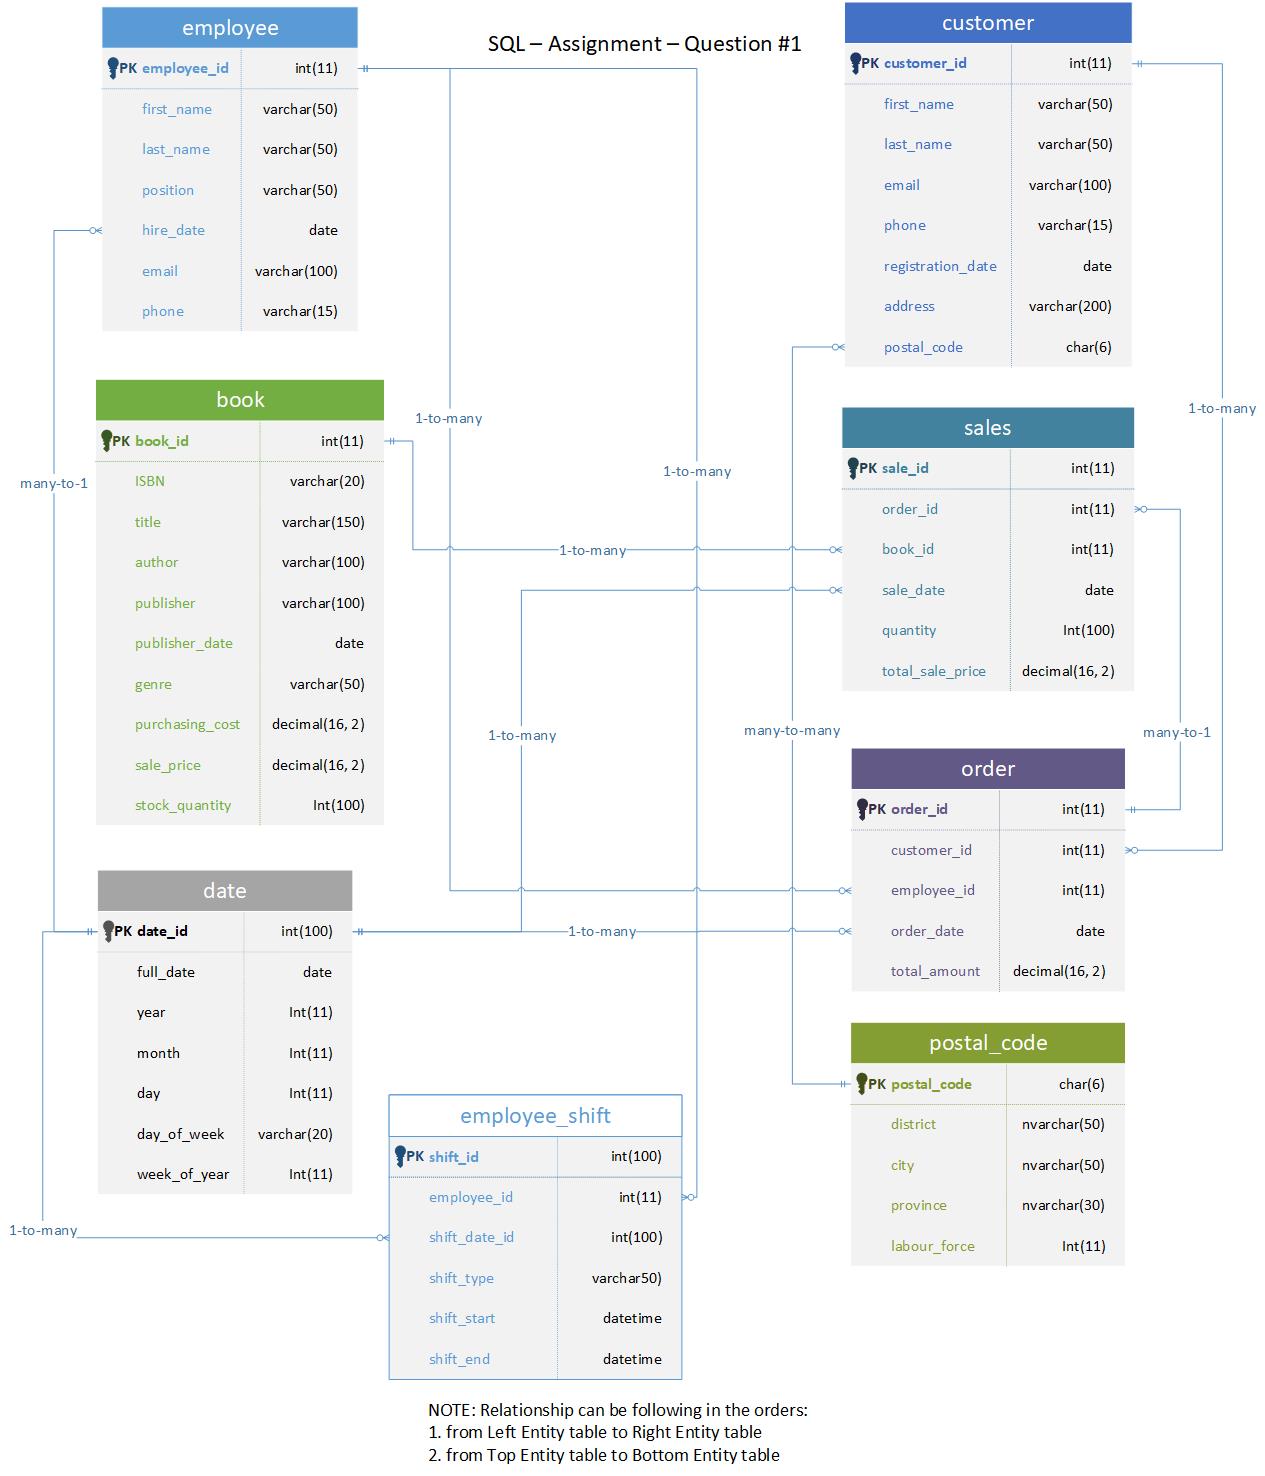 SQL – Assignment – Question #1
employee
PK employee_id int(11)
first_name varchar(50)
last_name varchar(50)
position varchar(50)
hire_date date
email varchar(100)
phone varchar(15)
customer
PK customer_id int(11)
first_name varchar(50)
last_name varchar(50)
email varchar(100)
phone varchar(15)
registration_date date
address varchar(200)
postal_code char(6)
book
PK book_id int(11)
ISBN varchar(20)
title varchar(150)
author varchar(100)
publisher varchar(100)
publisher_date date
genre varchar(50)
purchasing_cost decimal(16, 2)
sale_price decimal(16, 2)
stock_quantity Int(100)
sales
PK sale_id int(11)
order_id int(11)
book_id int(11)
sale_date date
quantity Int(100)
total_sale_price decimal(16, 2)
1-to-many
1-to-many
1-to-many
many-to-1
1-to-many
1-to-many
many-to-many
many-to-1
order
PK order_id int(11)
customer_id int(11)
employee_id int(11)
order_date date
total_amount decimal(16, 2)
date
PK date_id int(100)
full_date date
year Int(11)
month Int(11)
day Int(11)
day_of_week varchar(20)
week_of_year Int(11)
1-to-many
postal_code
PK postal_code char(6)
district nvarchar(50)
city nvarchar(50)
province nvarchar(30)
labour_force Int(11)
employee_shift
PK shift_id int(100)
employee_id int(11)
shift_date_id int(100)
shift_type varchar50)
shift_start datetime
shift_end datetime
1-to-many
NOTE: Relationship can be following in the orders:
1. from Left Entity table to Right Entity table
2. from Top Entity table to Bottom Entity table